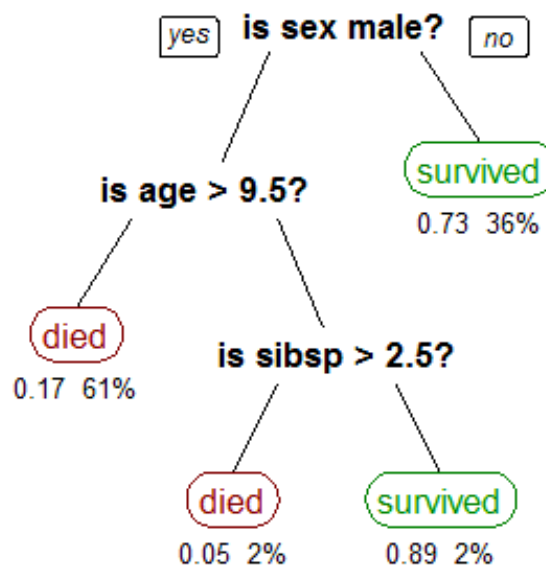 yes is sex male? no
survived
is age > 9.5?
0.73 36%
died
is sibsp > 2.5?
0.17 61%
died survived
0.05 2% 0.89 2%